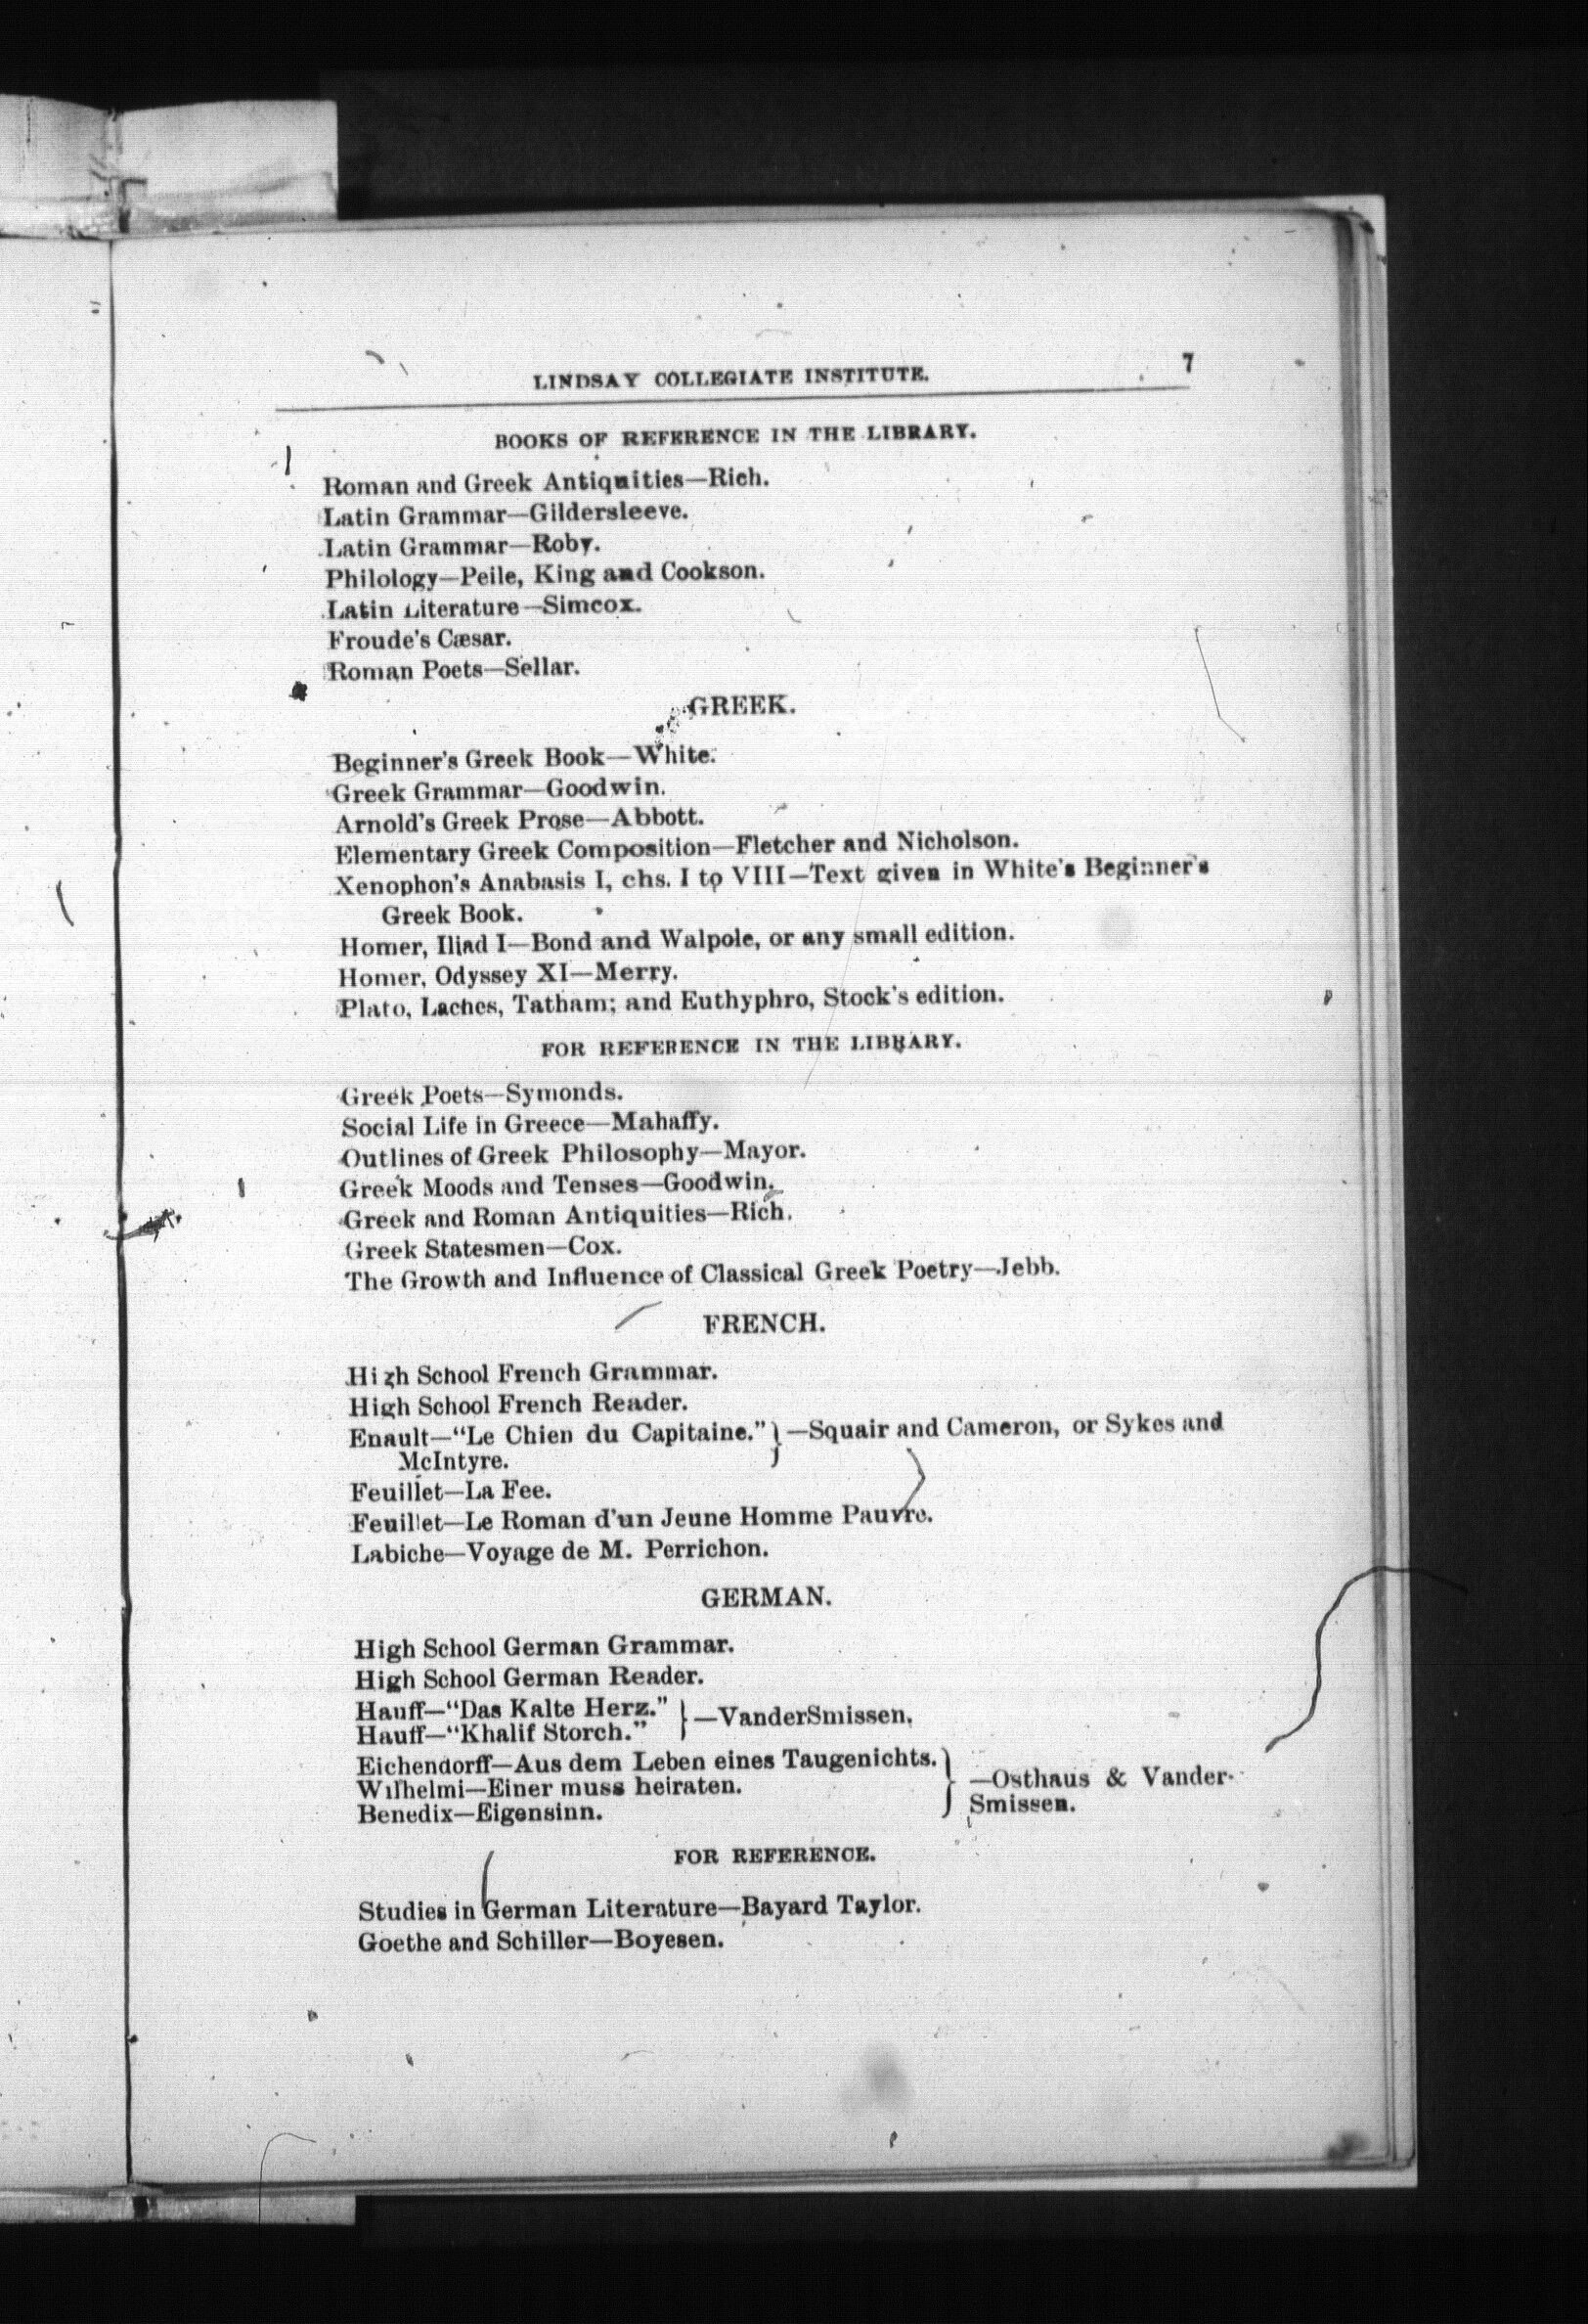 LINDSAY COLLEGIATE INSTITUTE. 7
BOOKS OF REFERENCE IN THE LIBRARY.
Roman and Greek Antiquities—Rich.
Latin Grammar—Gildersleeve.
Latin Grammar—Roby.
Philology—Peile, King and Cookson.
Latin Literature—Simcox.
Froude's Cæsar.
Roman Poets—Sellar.
GREEK.
Beginner's Greek Book—White.
Greek Grammar—Goodwin.
Arnold's Greek Prose—Abbott.
Elementary Greek Composition—Fletcher and Nicholson.
Xenophon's Anabasis I, chs. I to VIII—Text given in White's Beginner's
Greek Book.
Homer, Iliad I—Bond and Walpole, or any small edition.
Homer, Odyssey XI—Merry.
Plato, Laches, Tatham; and Euthyphro, Stock's edition.
FOR REFERENCE IN THE LIBRARY.
Greek Poets—Symonds.
Social Life in Greece—Mahaffy.
Outlines of Greek Philosophy—Mayor.
Greek Moods and Tenses—Goodwin.
Greek and Roman Antiquities—Rich.
Greek Statesmen—Cox.
The Growth and Influence of Classical Greek Poetry—Jebb.
FRENCH.
High School French Grammar.
High School French Reader.
Enault—"Le Chien du Capitaine."}—Squair and Cameron, or Sykes and
McIntyre.
Feuillet—La Fee.
Feuillet—Le Roman d'un Jeune Homme Pauvre.
Labiche—Voyage de M. Perrichon.
GERMAN.
High School German Grammar.
High School German Reader.
Hauff—"Das Kalte Herz."
Hauff—"Khalif Storch." }—VanderSmissen.
Eichendorff—Aus dem Leben eines Taugenichts.
Wilhelmi—Einer muss heiraten. } —Osthaus & Vander-
Benedix—Eigensinn. Smissen.
FOR REFERENCE.
Studies in German Literature—Bayard Taylor.
Goethe and Schiller—Boyesen.